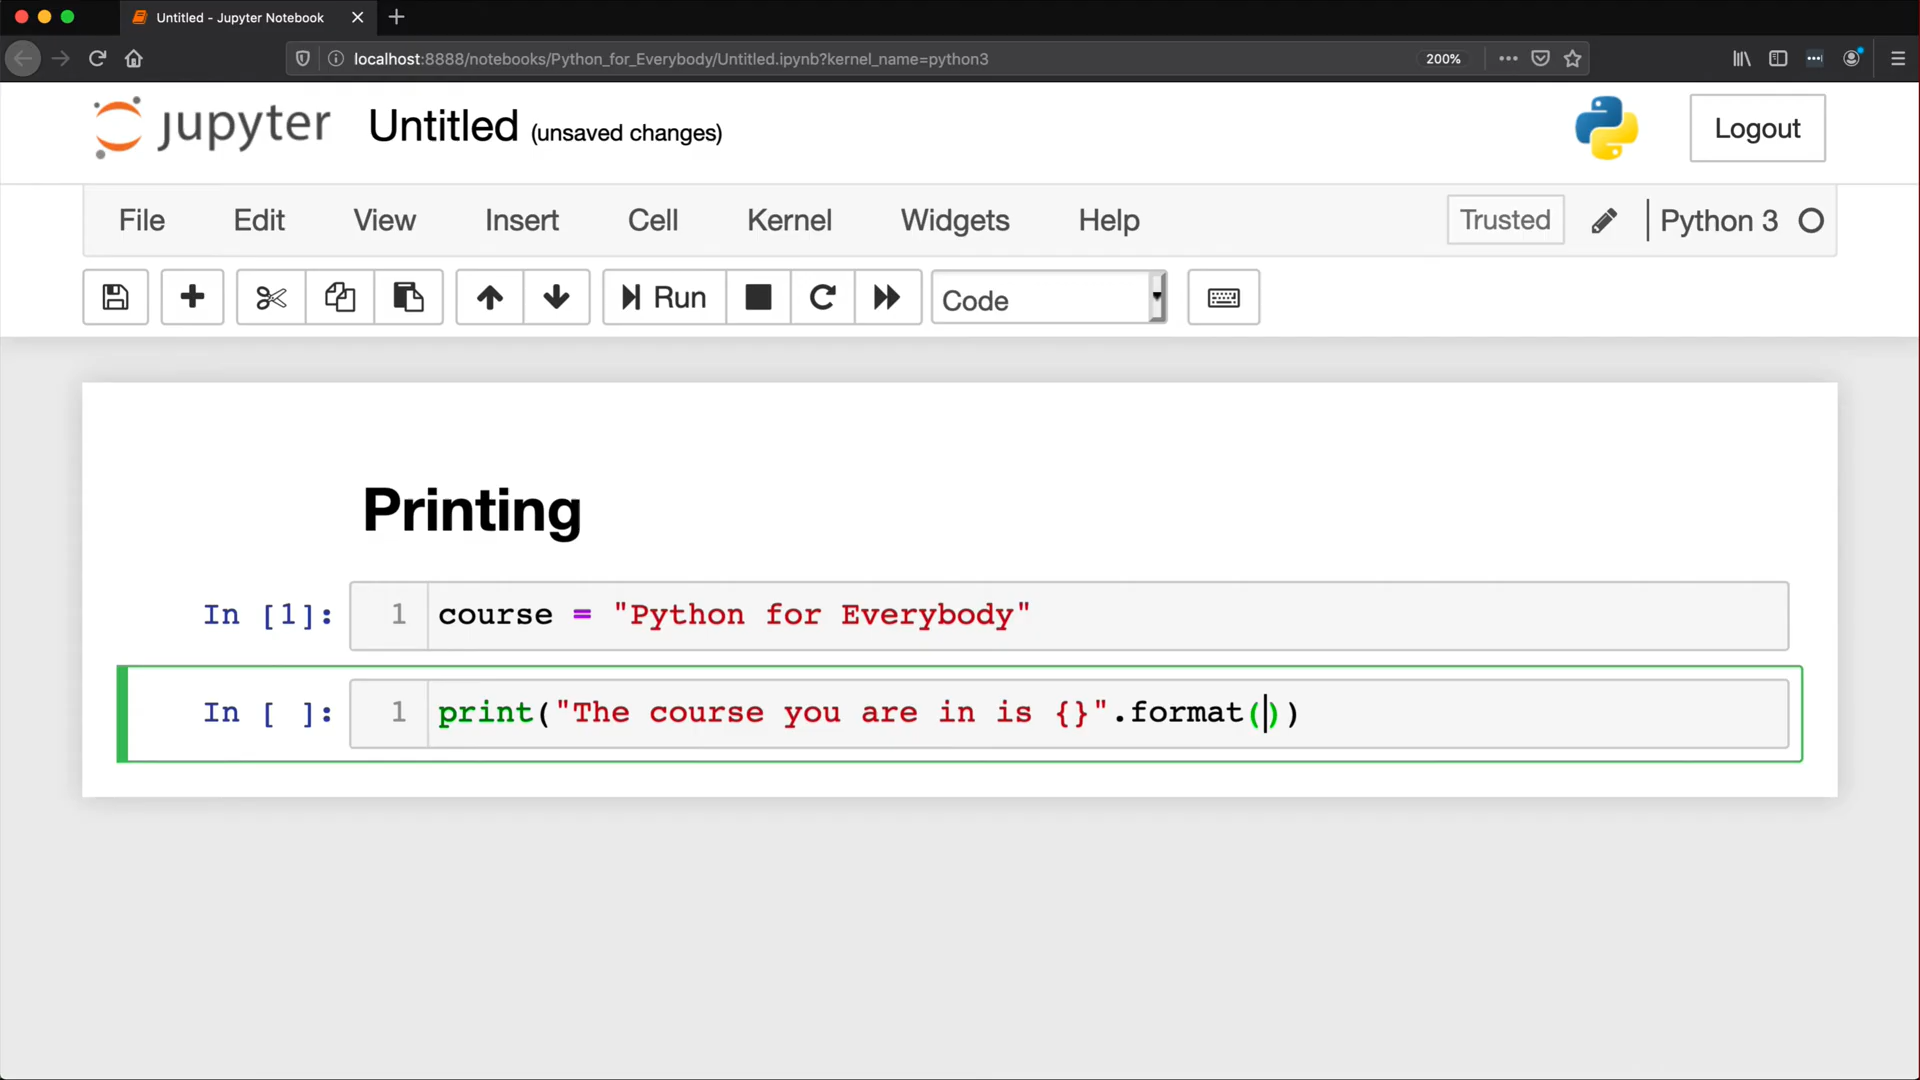 Untitled - Jupyter Notebook
localhost:8888/notebooks/Python_for_Everybody/Untitled.ipynb?kernel_name=python3 200%
jupyter Untitled (unsaved changes) Logout
File Edit View Insert Cell Kernel Widgets Help Trusted Python 3
Run Code
Printing
In [1]: 1 course = "Python for Everybody"
In [ ]: 1 print("The course you are in is {}".format())